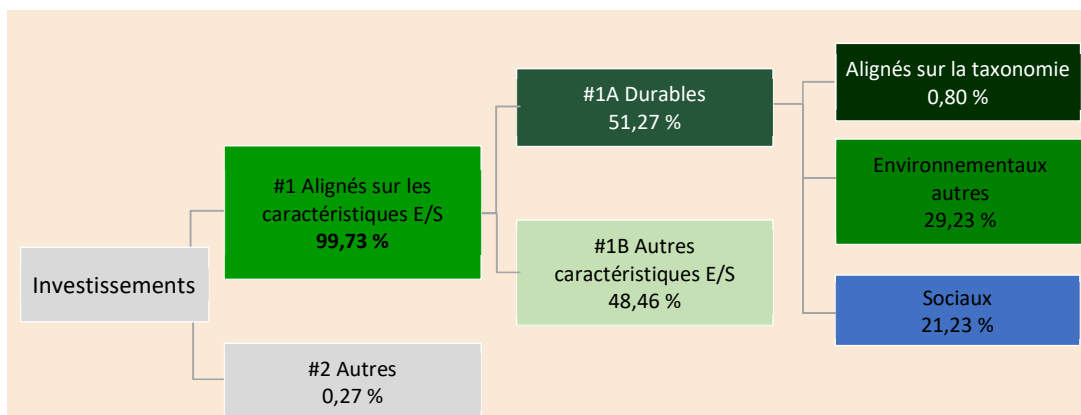 Investissements
#1 Alignés sur les
caractéristiques E/S
99,73 %
#2 Autres
0,27 %
#1A Durables
51,27 %
#1B Autres
caractéristiques E/S
48,46 %
Alignés sur la taxonomie
0,80 %
Environnementaux
autres
29,23 %
Sociaux
21,23 %